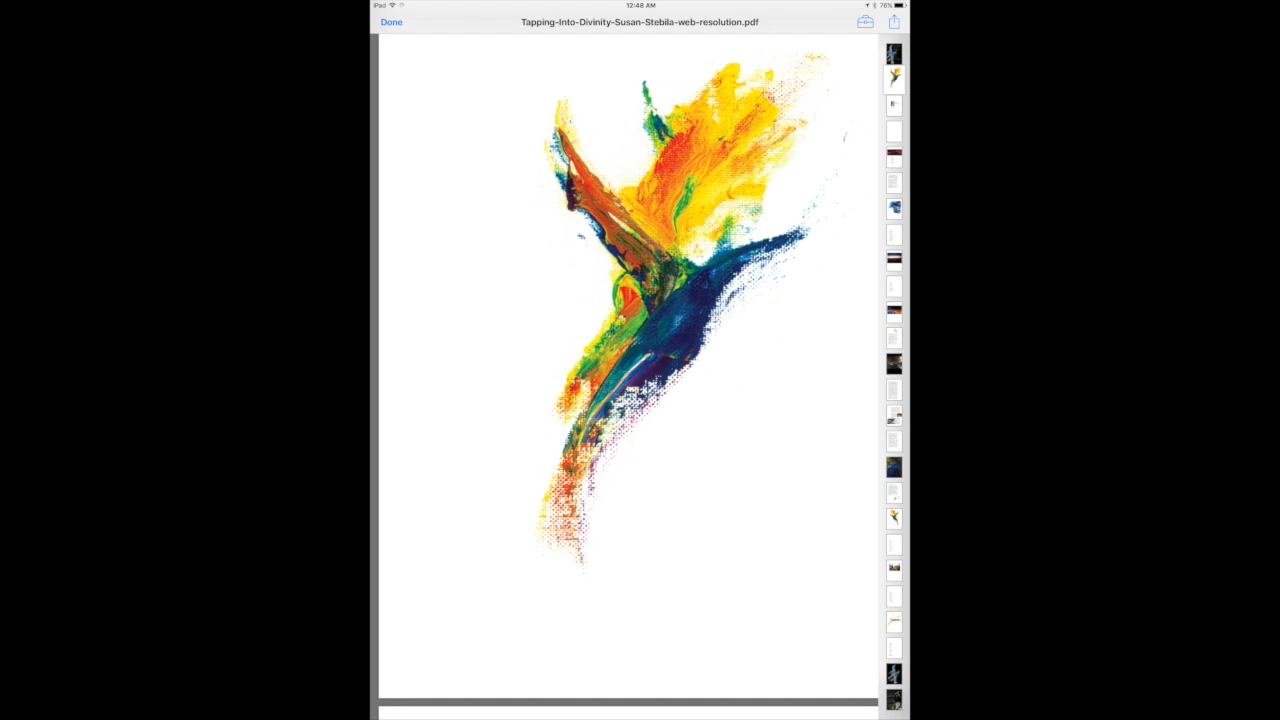 iPad
12:48 AM
76%
Done
Tapping-Into-Divinity-Susan-Stebila-web-resolution.pdf